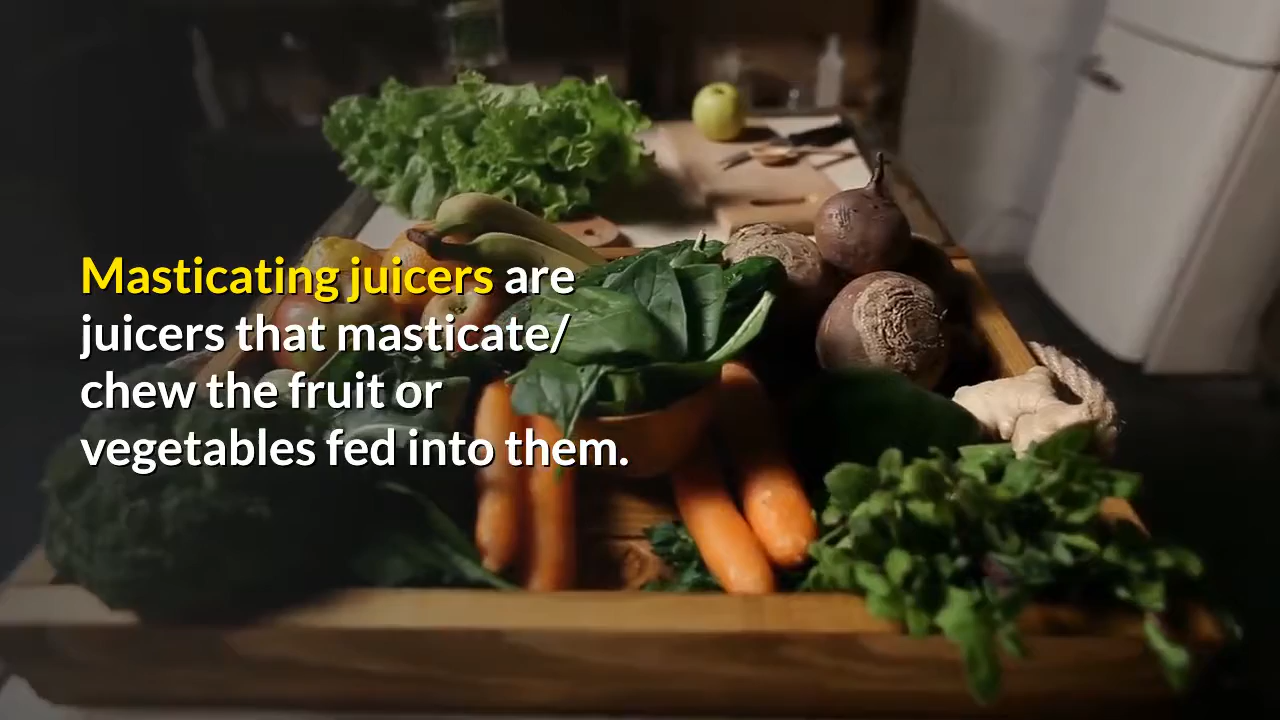 Masticating juicers are
juicers that masticate/
chew the fruit or
vegetables fed into them.